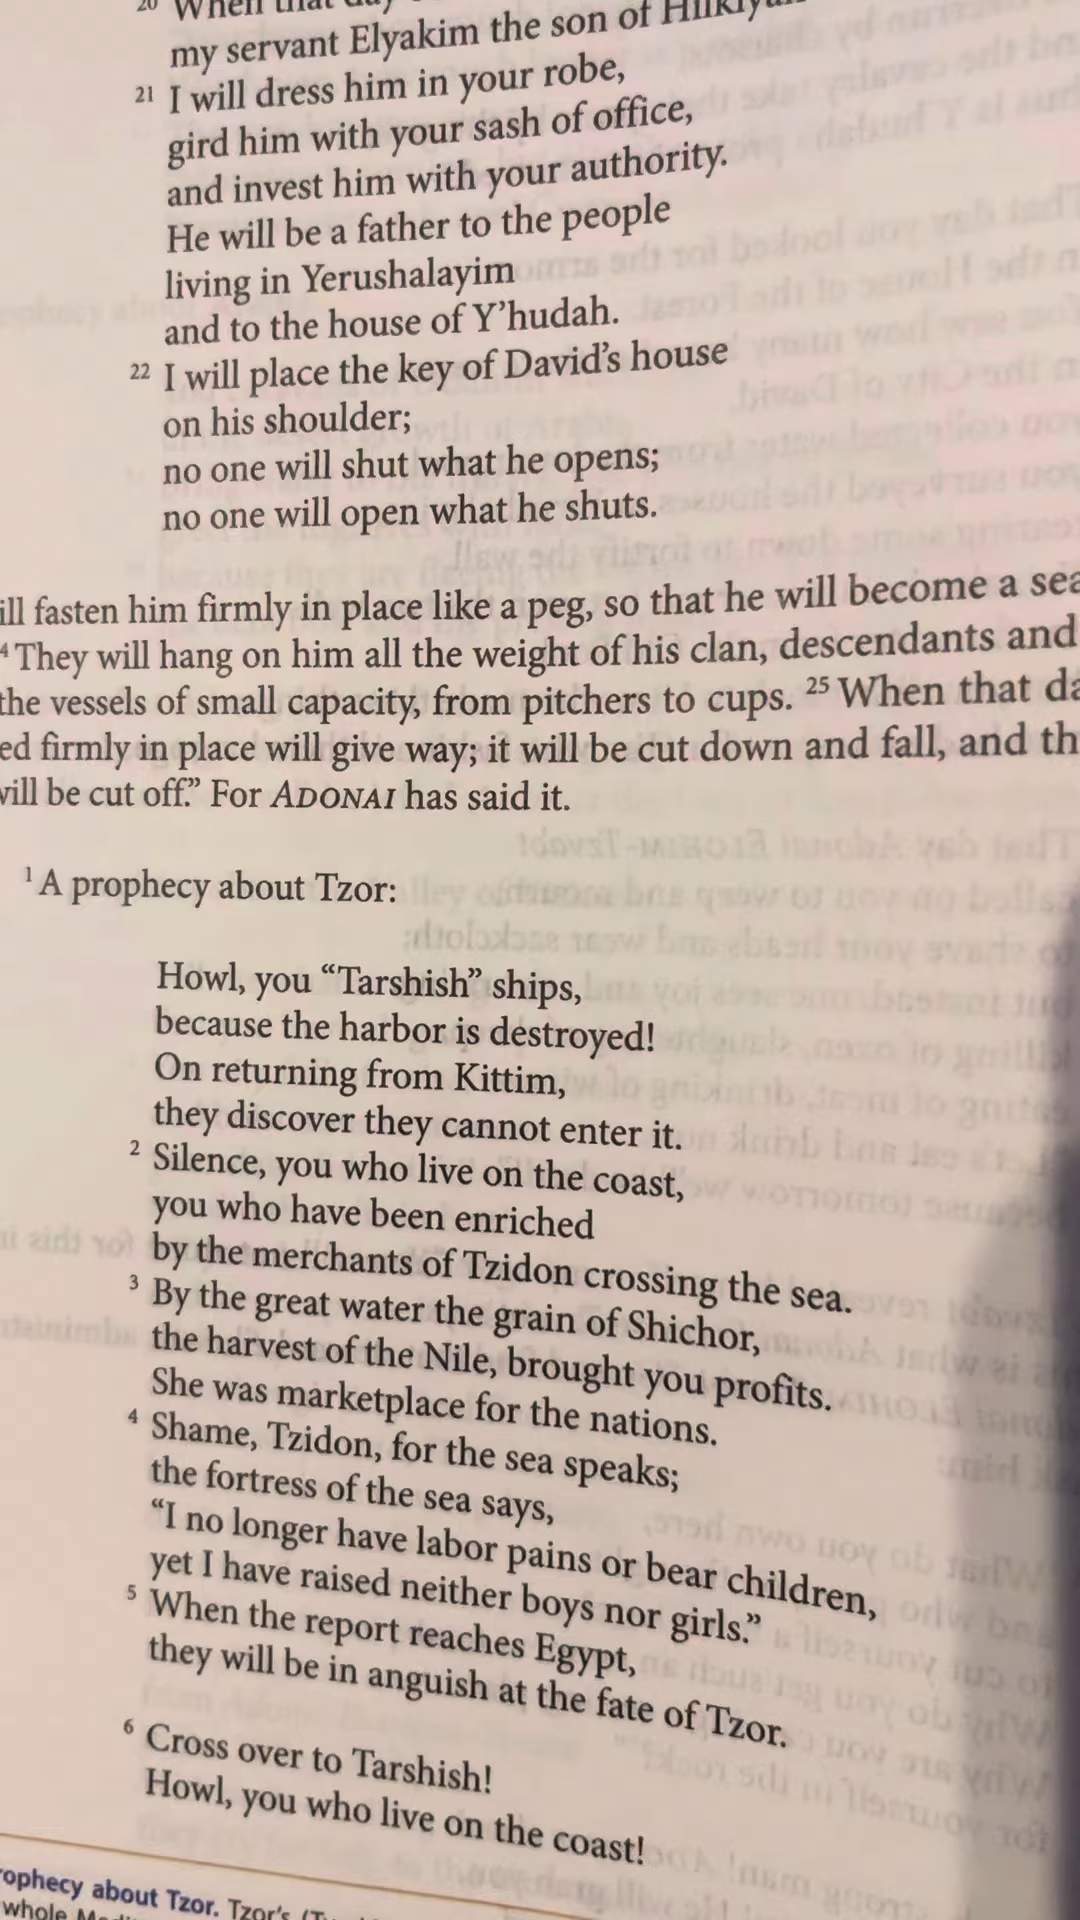 20 When that day
my servant Elyakim the son of
21 I will dress him in your robe,
gird him with your sash of office,
and invest him with your authority.
He will be a father to the people
living in Yerushalayim
and to the house of Y’hudah.
22 I will place the key of David’s house
on his shoulder;
no one will shut what he opens;
no one will open what he shuts.
ill fasten him firmly in place like a peg, so that he will become a sea
4 They will hang on him all the weight of his clan, descendants and
the vessels of small capacity, from pitchers to cups. 25 When that da
ed firmly in place will give way; it will be cut down and fall, and th
will be cut off.” For ADONAI has said it.
1 A prophecy about Tzor:
Howl, you “Tarshish” ships,
because the harbor is destroyed!
On returning from Kittim,
they discover they cannot enter it.
2 Silence, you who live on the coast,
you who have been enriched
by the merchants of Tzidon crossing the sea.
3 By the great water the grain of Shichor,
the harvest of the Nile, brought you profits.
She was marketplace for the nations.
4 Shame, Tzidon, for the sea speaks;
the fortress of the sea says,
“I no longer have labor pains or bear children,
yet I have raised neither boys nor girls.”
5 When the report reaches Egypt,
they will be in anguish at the fate of Tzor.
6 Cross over to Tarshish!
Howl, you who live on the coast!
rophecy about Tzor. Tzor’s
whole